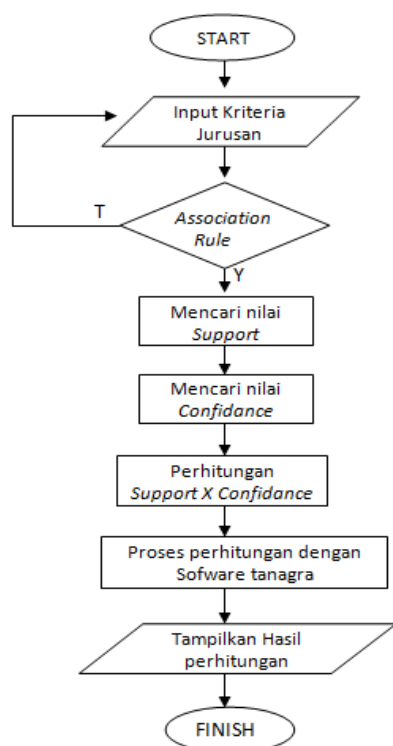 START
Input Kriteria
Jurusan
Association
Rule
T
Y
Mencari nilai
Support
Mencari nilai
Confidance
Perhitungan
Support X Confidance
Proses perhitungan dengan
Sofware tanagra
Tampilkan Hasil
perhitungan
FINISH